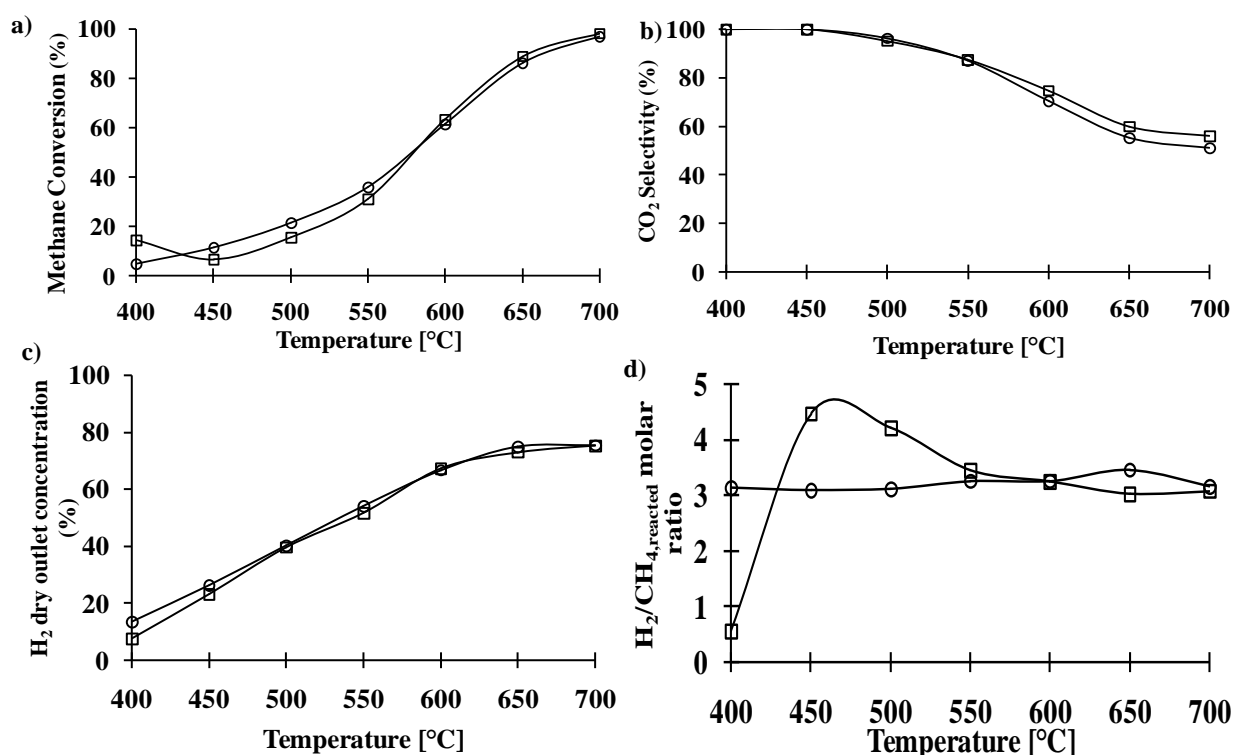 a)
Methane Conversion (%)
100
80
60
40
20
0
400 450 500 550 600 650 700
Temperature [°C]
b)
CO₂ Selectivity (%)
100
80
60
40
20
0
400 450 500 550 600 650 700
Temperature [°C]
c)
H₂ dry outlet concentration
(%)
100
80
60
40
20
0
400 450 500 550 600 650 700
Temperature [°C]
d)
H₂/CH₄,reacted molar
ratio
5
4
3
2
1
0
400 450 500 550 600 650 700
Temperature [°C]